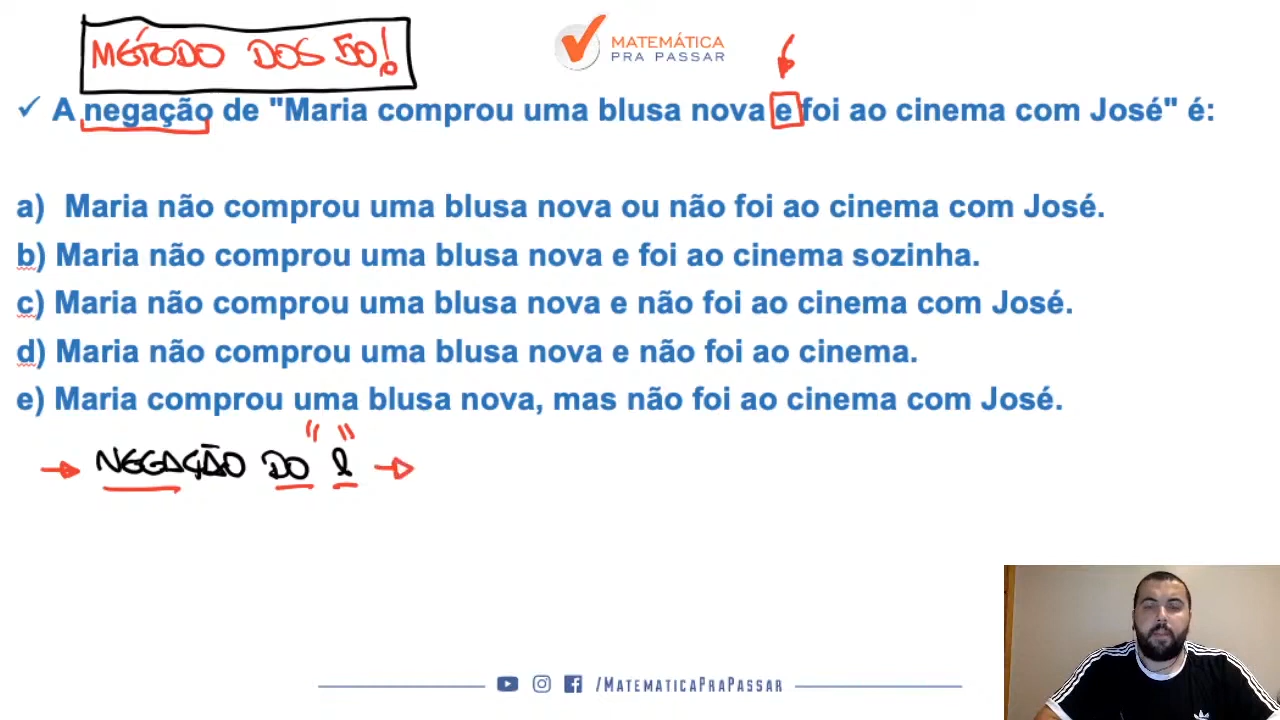 MÉTODO DOS 50!
MATEMÁTICA
PRA PASSAR
✓ A negação de "Maria comprou uma blusa nova e foi ao cinema com José" é:
a) Maria não comprou uma blusa nova ou não foi ao cinema com José.
b) Maria não comprou uma blusa nova e foi ao cinema sozinha.
c) Maria não comprou uma blusa nova e não foi ao cinema com José.
d) Maria não comprou uma blusa nova e não foi ao cinema.
e) Maria comprou uma blusa nova, mas não foi ao cinema com José.
→ NEGAÇÃO DO "e" →
/MATEMATICAPRAPASSAR